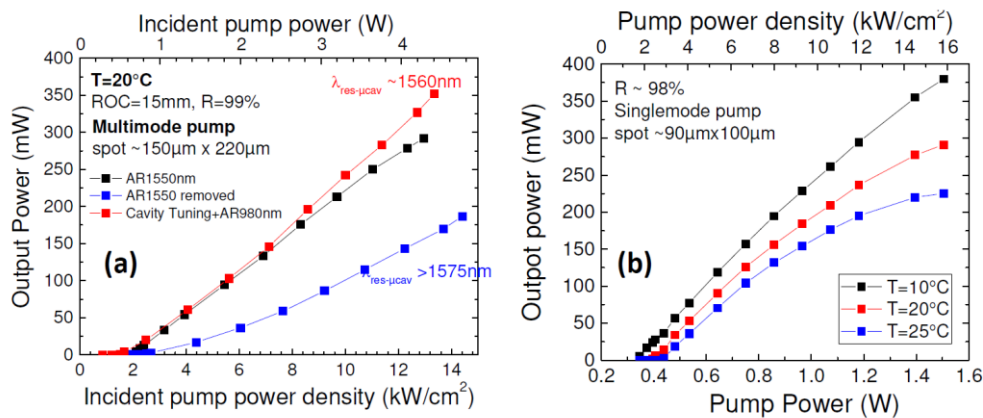 Incident pump power (W)
0 1 2 3 4
400
350
300
250
200
150
100
50
0
Output Power (mW)
T=20°C
ROC=15mm, R=99%
Multimode pump
spot ~150µm x 220µm
AR1550nm
AR1550 removed
Cavity Tuning+AR980nm
λres-µcav ~1560nm
λres-µcav >1575nm
(a)
0 2 4 6 8 10 12 14
Incident pump power density (kW/cm²)
Pump power density (kW/cm²)
2 4 6 8 10 12 14 16
400
350
300
250
200
150
100
50
0
Outpot power (mW)
R ~ 98%
Singlemode pump
spot ~90µmx100µm
(b)
T=10°C
T=20°C
T=25°C
0.2 0.4 0.6 0.8 1.0 1.2 1.4 1.6
Pump Power (W)